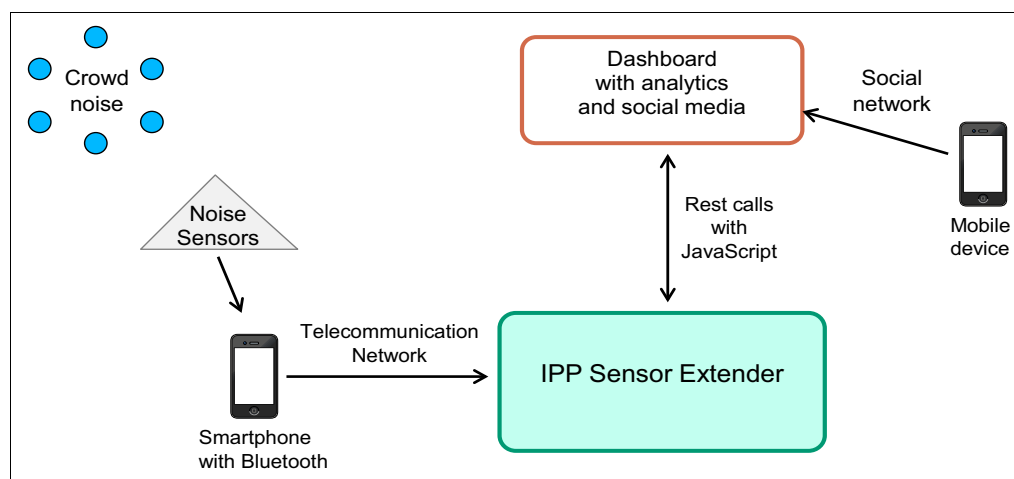 Crowd
noise
Dashboard
with analytics
and social media
Social
network
Noise
Sensors
Rest calls
with
JavaScript
Mobile
device
Telecommunication
Network
IPP Sensor Extender
Smartphone
with Bluetooth